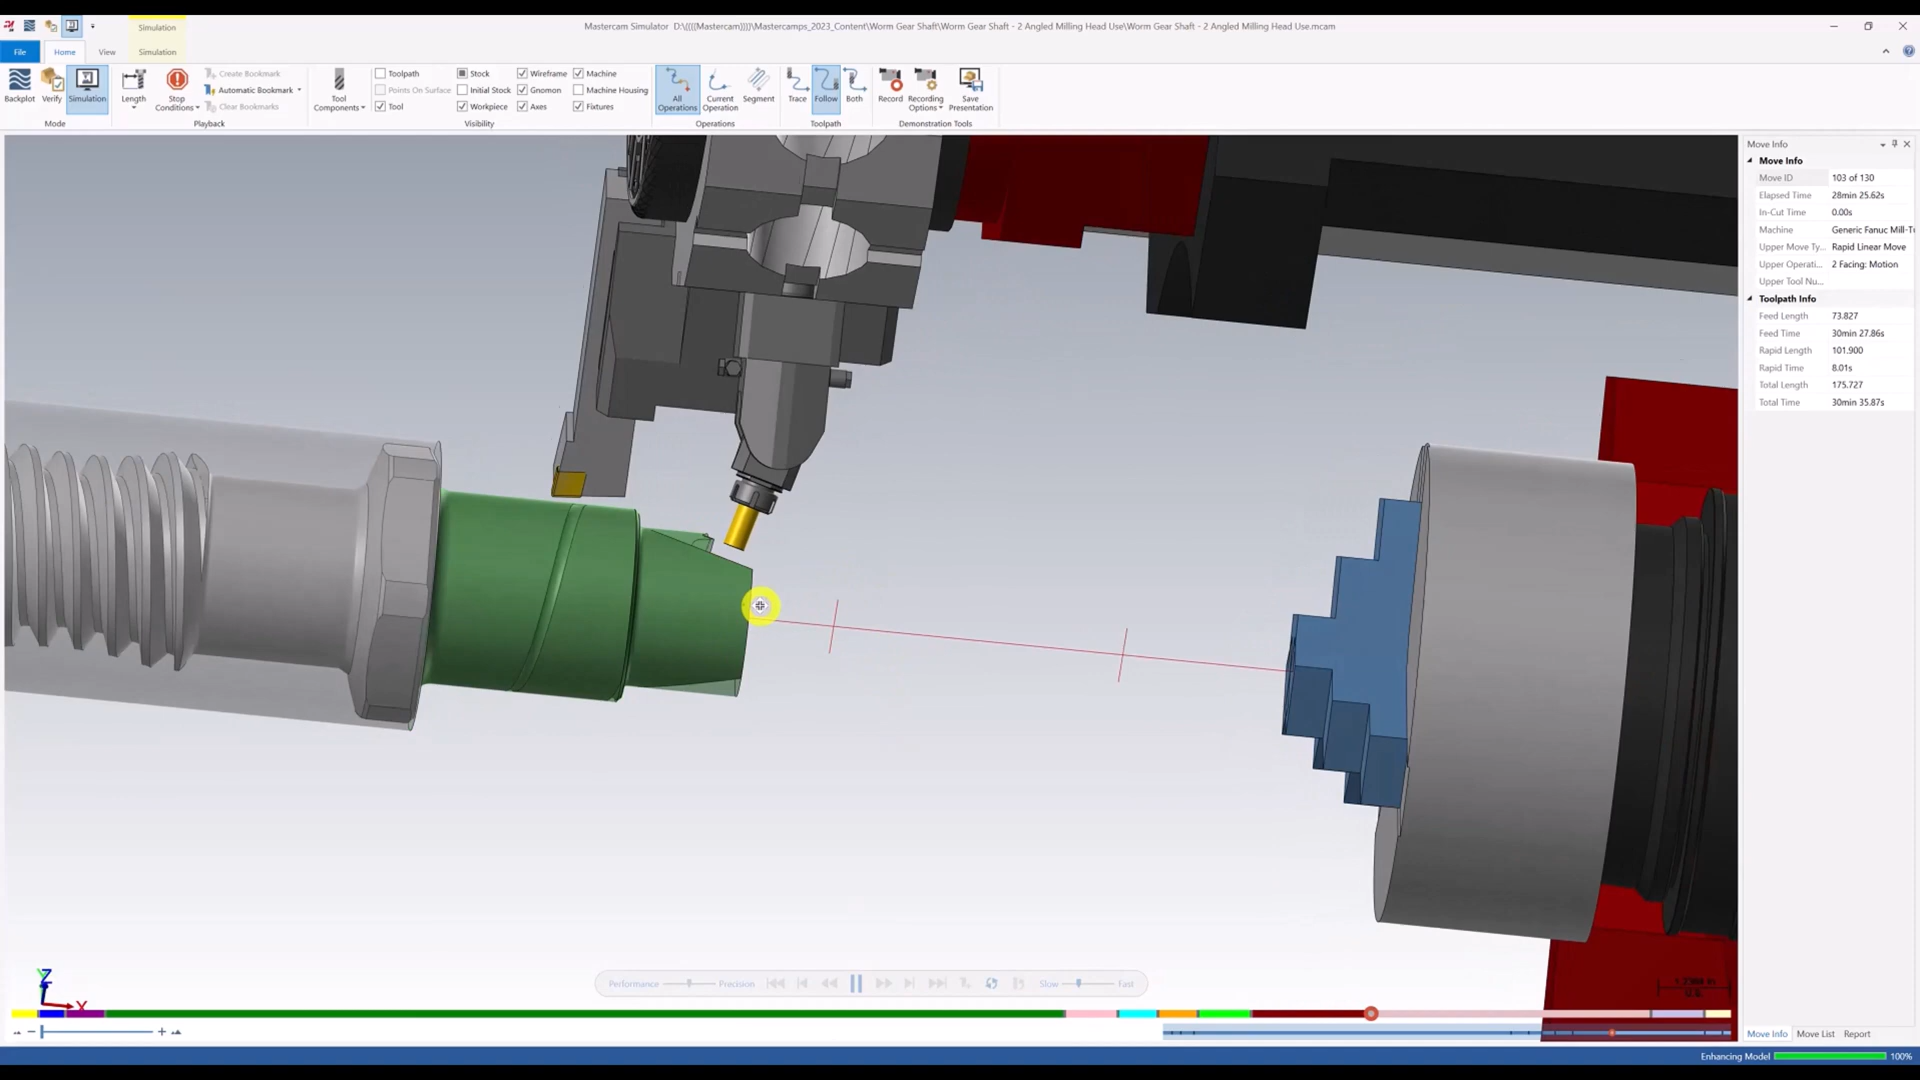 Simulation
Mastercam Simulator D:\((((Mastercam))))\Mastercamps_2023_Content\Worm Gear Shaft\Worm Gear Shaft - 2 Angled Milling Head Use\Worm Gear Shaft - 2 Angled Milling Head Use.mcam
File Home View Simulation
Backplot Verify Simulation
Mode
Length Stop Conditions
Create Bookmark
Automatic Bookmark
Clear Bookmarks
Playback
Tool Components
Toolpath Stock Wireframe Machine
Points On Surface Initial Stock Gnomon Machine Housing
Tool Workpiece Axes Fixtures
Visibility
All Operations Current Operation Segment
Operations
Trace Follow Both
Toolpath
Record Recording Options Save Presentation
Demonstration Tools
Move Info
Move Info
Move ID 103 of 130
Elapsed Time 28min 25.62s
In-Cut Time 0.00s
Machine Generic Fanuc Mill-T
Upper Move Ty... Rapid Linear Move
Upper Operati... 2 Facing: Motion
Upper Tool Nu...
Toolpath Info
Feed Length 73.827
Feed Time 30min 27.86s
Rapid Length 101.900
Rapid Time 8.01s
Total Length 175.727
Total Time 30min 35.87s
Z
X
Performance Precision Slow Fast
Move Info Move List Report
Enhancing Model 100%